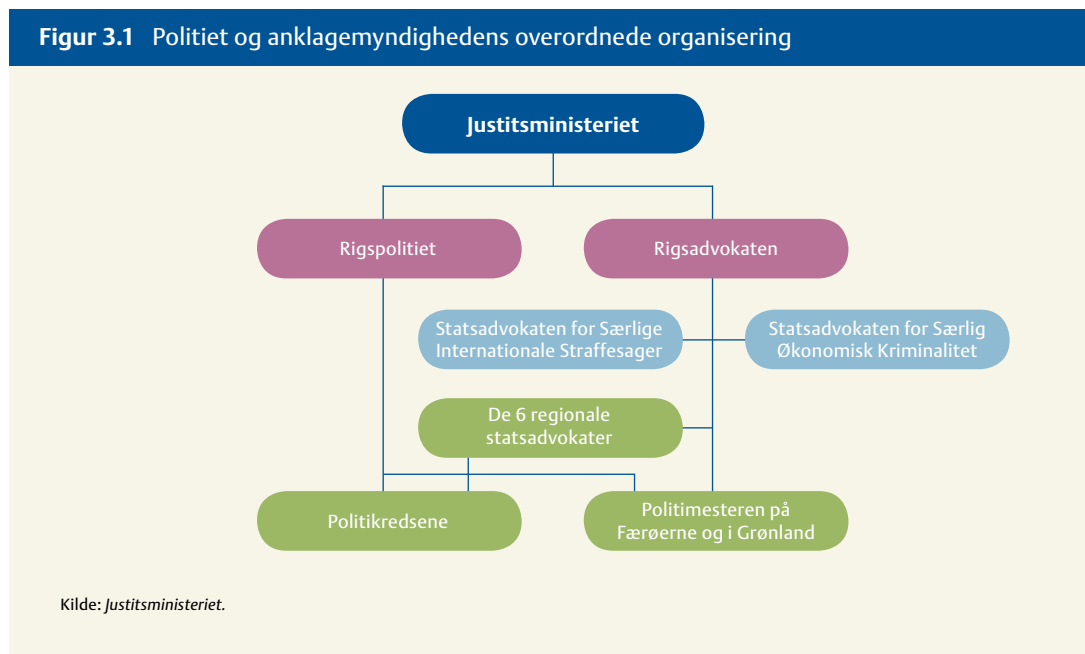 Figur 3.1 Politiet og anklagemyndighedens overordnede organisering
Justitsministeriet
Rigspolitiet
Rigsadvokaten
Statsadvokaten for Særlige
Internationale Straffesager
Statsadvokaten for Særlig
Økonomisk Kriminalitet
De 6 regionale
statsadvokater
Politikredsene
Politimesteren på
Færøerne og i Grønland
Kilde: Justitsministeriet.